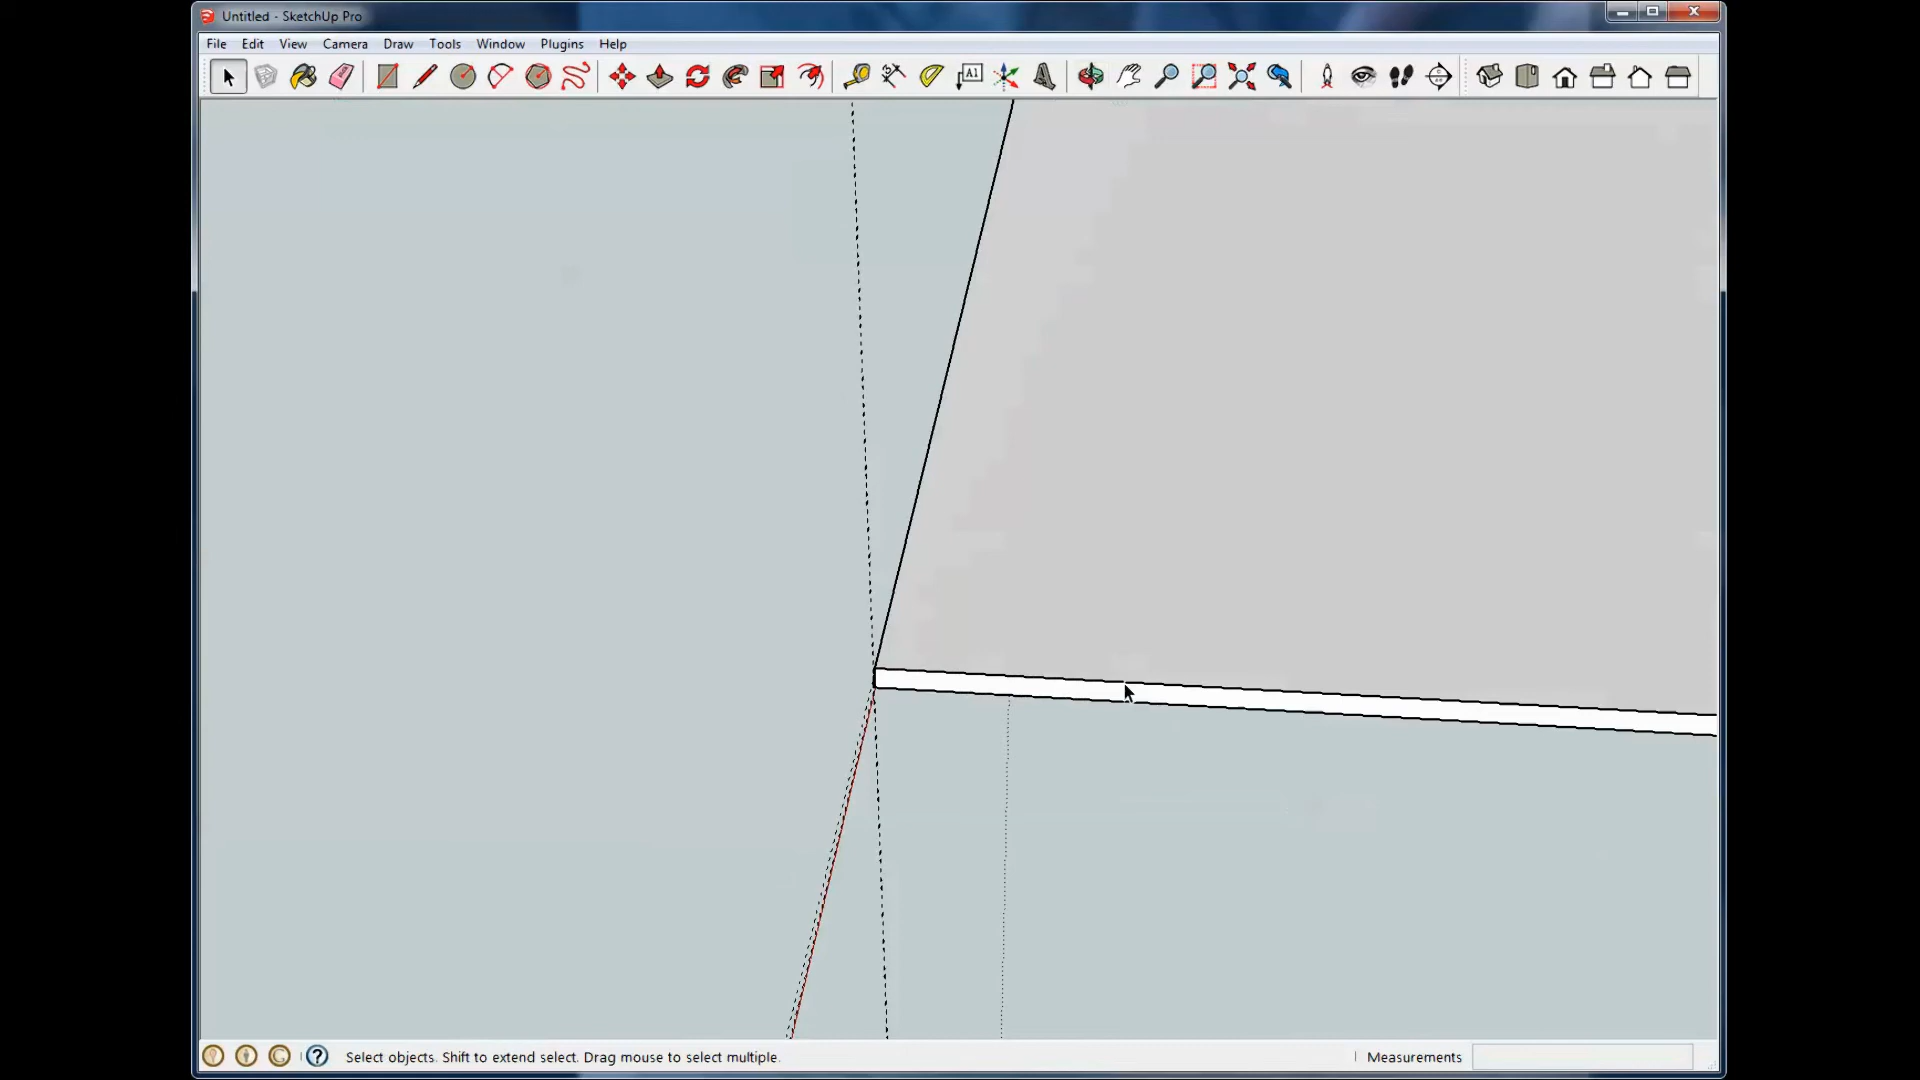 Untitled - SketchUp Pro
File Edit View Camera Draw Tools Window Plugins Help
A1
Select objects. Shift to extend select. Drag mouse to select multiple. Measurements